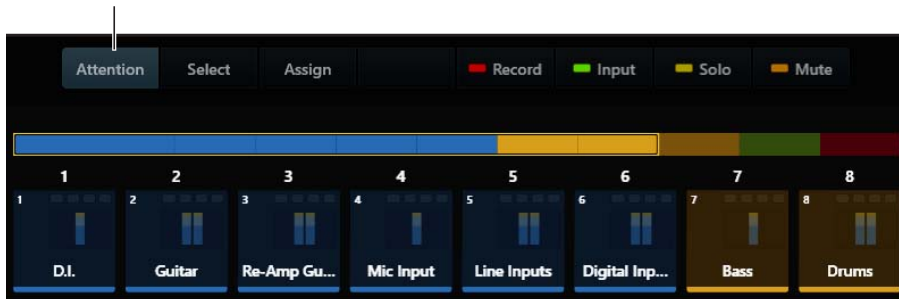 Attention Select Assign Record Input Solo Mute
1 2 3 4 5 6 7 8
1 2 3 4 5 6 7 8
D.I. Guitar Re-Amp Gu... Mic Input Line Inputs Digital Inp... Bass Drums